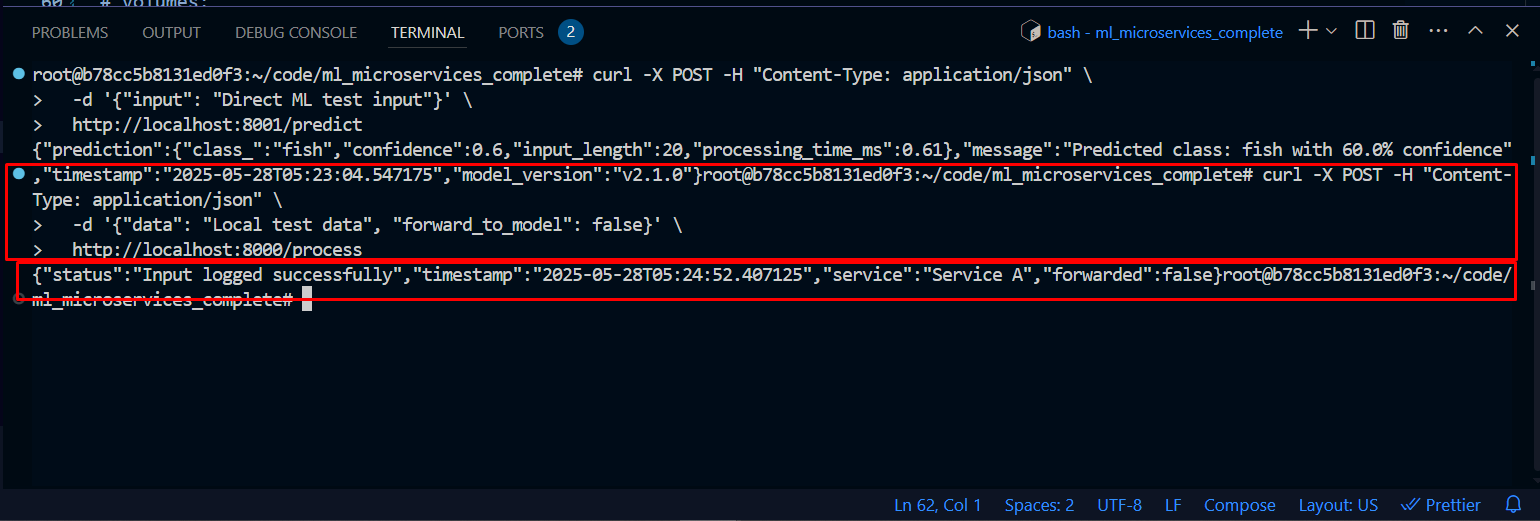 60 # volumes:
PROBLEMS OUTPUT DEBUG CONSOLE TERMINAL PORTS 2 bash - ml_microservices_complete
root@b78cc5b8131ed0f3:~/code/ml_microservices_complete# curl -X POST -H "Content-Type: application/json" \
> -d '{"input": "Direct ML test input"}' \
> http://localhost:8001/predict
{"prediction":{"class_":"fish","confidence":0.6,"input_length":20,"processing_time_ms":0.61},"message":"Predicted class: fish with 60.0% confidence"
,"timestamp":"2025-05-28T05:23:04.547175","model_version":"v2.1.0"}root@b78cc5b8131ed0f3:~/code/ml_microservices_complete# curl -X POST -H "Content-
Type: application/json" \
> -d '{"data": "Local test data", "forward_to_model": false}' \
> http://localhost:8000/process
{"status":"Input logged successfully","timestamp":"2025-05-28T05:24:52.407125","service":"Service A","forwarded":false}root@b78cc5b8131ed0f3:~/code/
ml_microservices_complete#
Ln 62, Col 1 Spaces: 2 UTF-8 LF Compose Layout: US Prettier